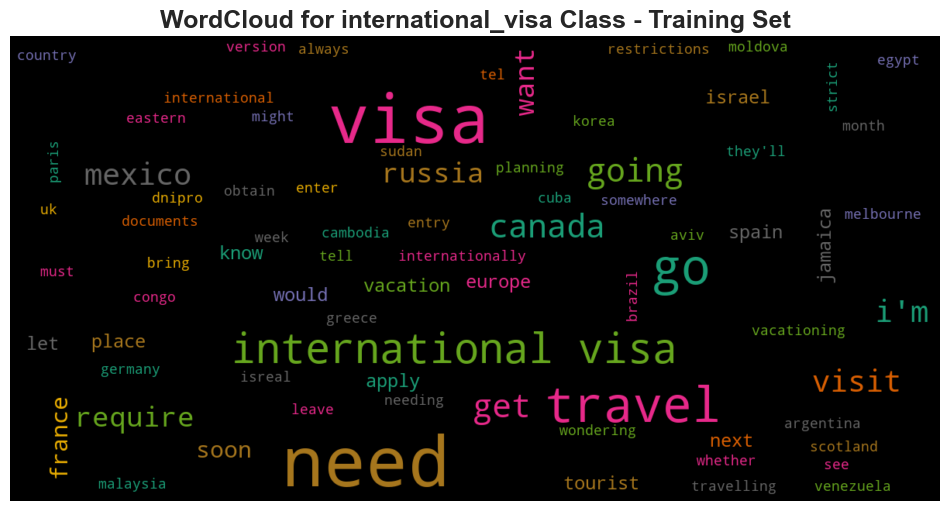 WordCloud for international_visa Class - Training Set
country
version
always
restrictions
moldova
egypt
tel
want
strict
international
visa
israel
eastern
might
korea
month
paris
sudan
they'll
mexico
russia
planning
going
obtain
enter
uk
dnipro
cuba
somewhere
melbourne
documents
entry
canada
jamaica
week
cambodia
aviv
spain
know
tell
internationally
must
bring
go
congo
would
vacation
europe
brazil
i'm
greece
let
place
international visa
vacationing
germany
isreal
apply
visit
france
require
leave
needing
get
travel
argentina
wondering
soon
need
next
scotland
whether
see
malaysia
tourist
travelling
venezuela